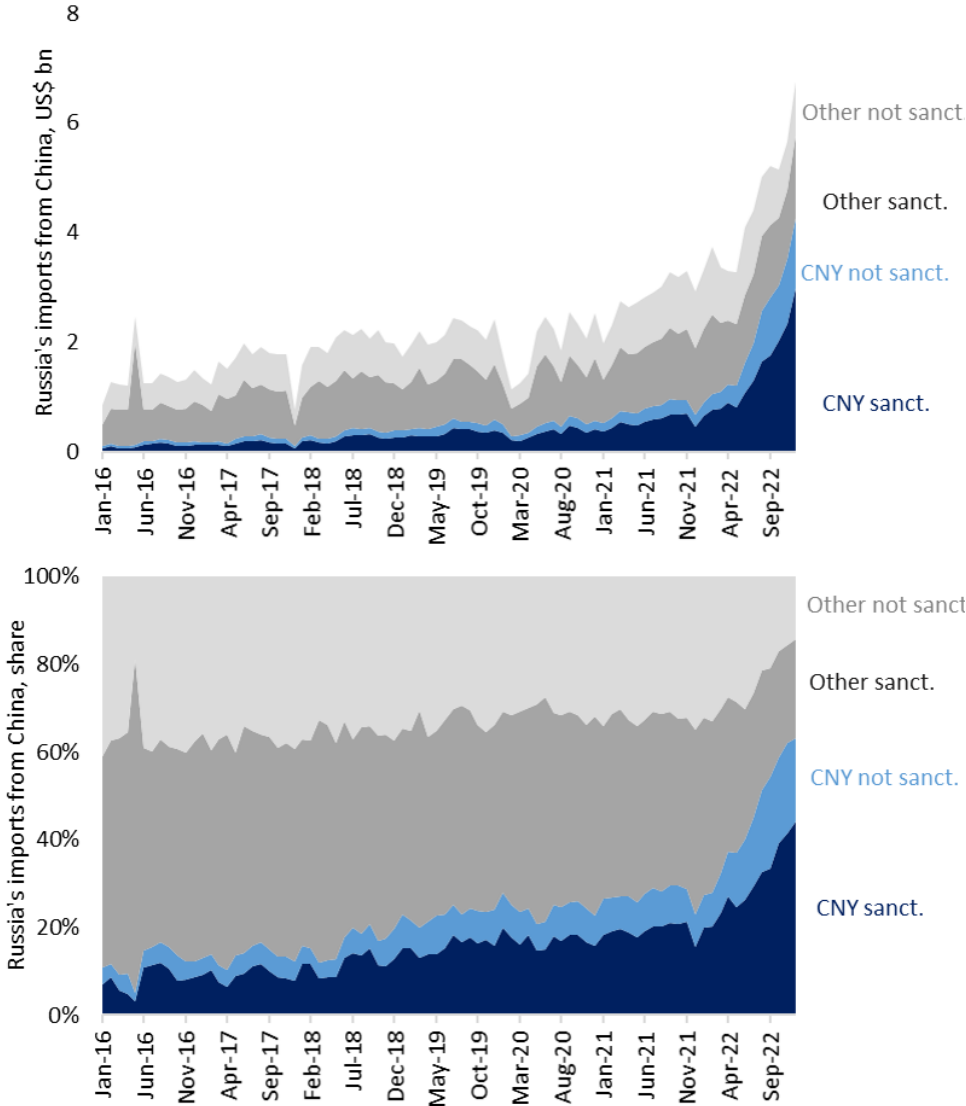 Russia's imports from China, US$ bn
8
6
4
2
0
Other not sanct.
Other sanct.
CNY not sanct.
CNY sanct.
Jan-16
Jun-16
Nov-16
Apr-17
Sep-17
Feb-18
Jul-18
Dec-18
May-19
Oct-19
Mar-20
Aug-20
Jan-21
Jun-21
Nov-21
Apr-22
Sep-22
Russia's imports from China, share
100%
80%
60%
40%
20%
0%
Other not sanct
Other sanct.
CNY not sanct.
CNY sanct.
Jan-16
Jun-16
Nov-16
Apr-17
Sep-17
Feb-18
Jul-18
Dec-18
May-19
Oct-19
Mar-20
Aug-20
Jan-21
Jun-21
Nov-21
Apr-22
Sep-22